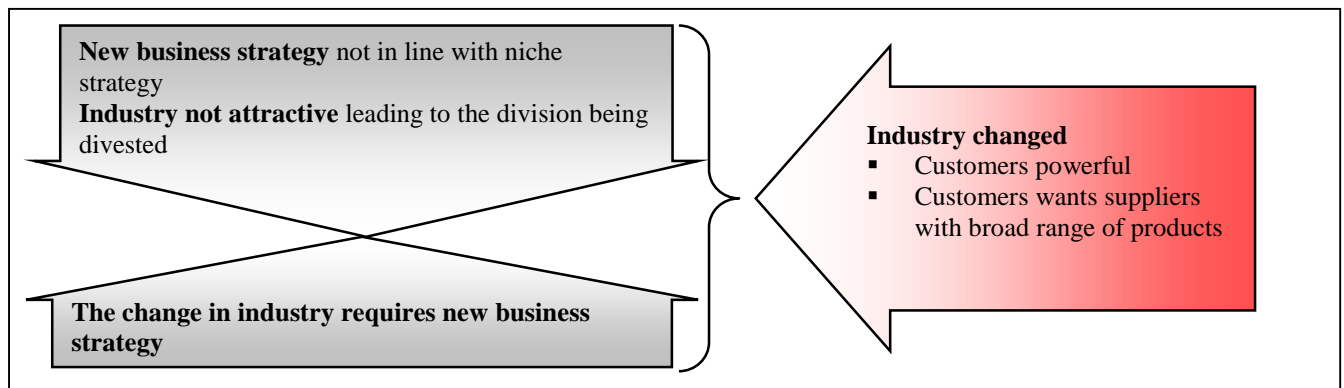 New business strategy not in line with niche
strategy
Industry not attractive leading to the division being
divested
The change in industry requires new business
strategy
Industry changed
▪ Customers powerful
▪ Customers wants suppliers
with broad range of products